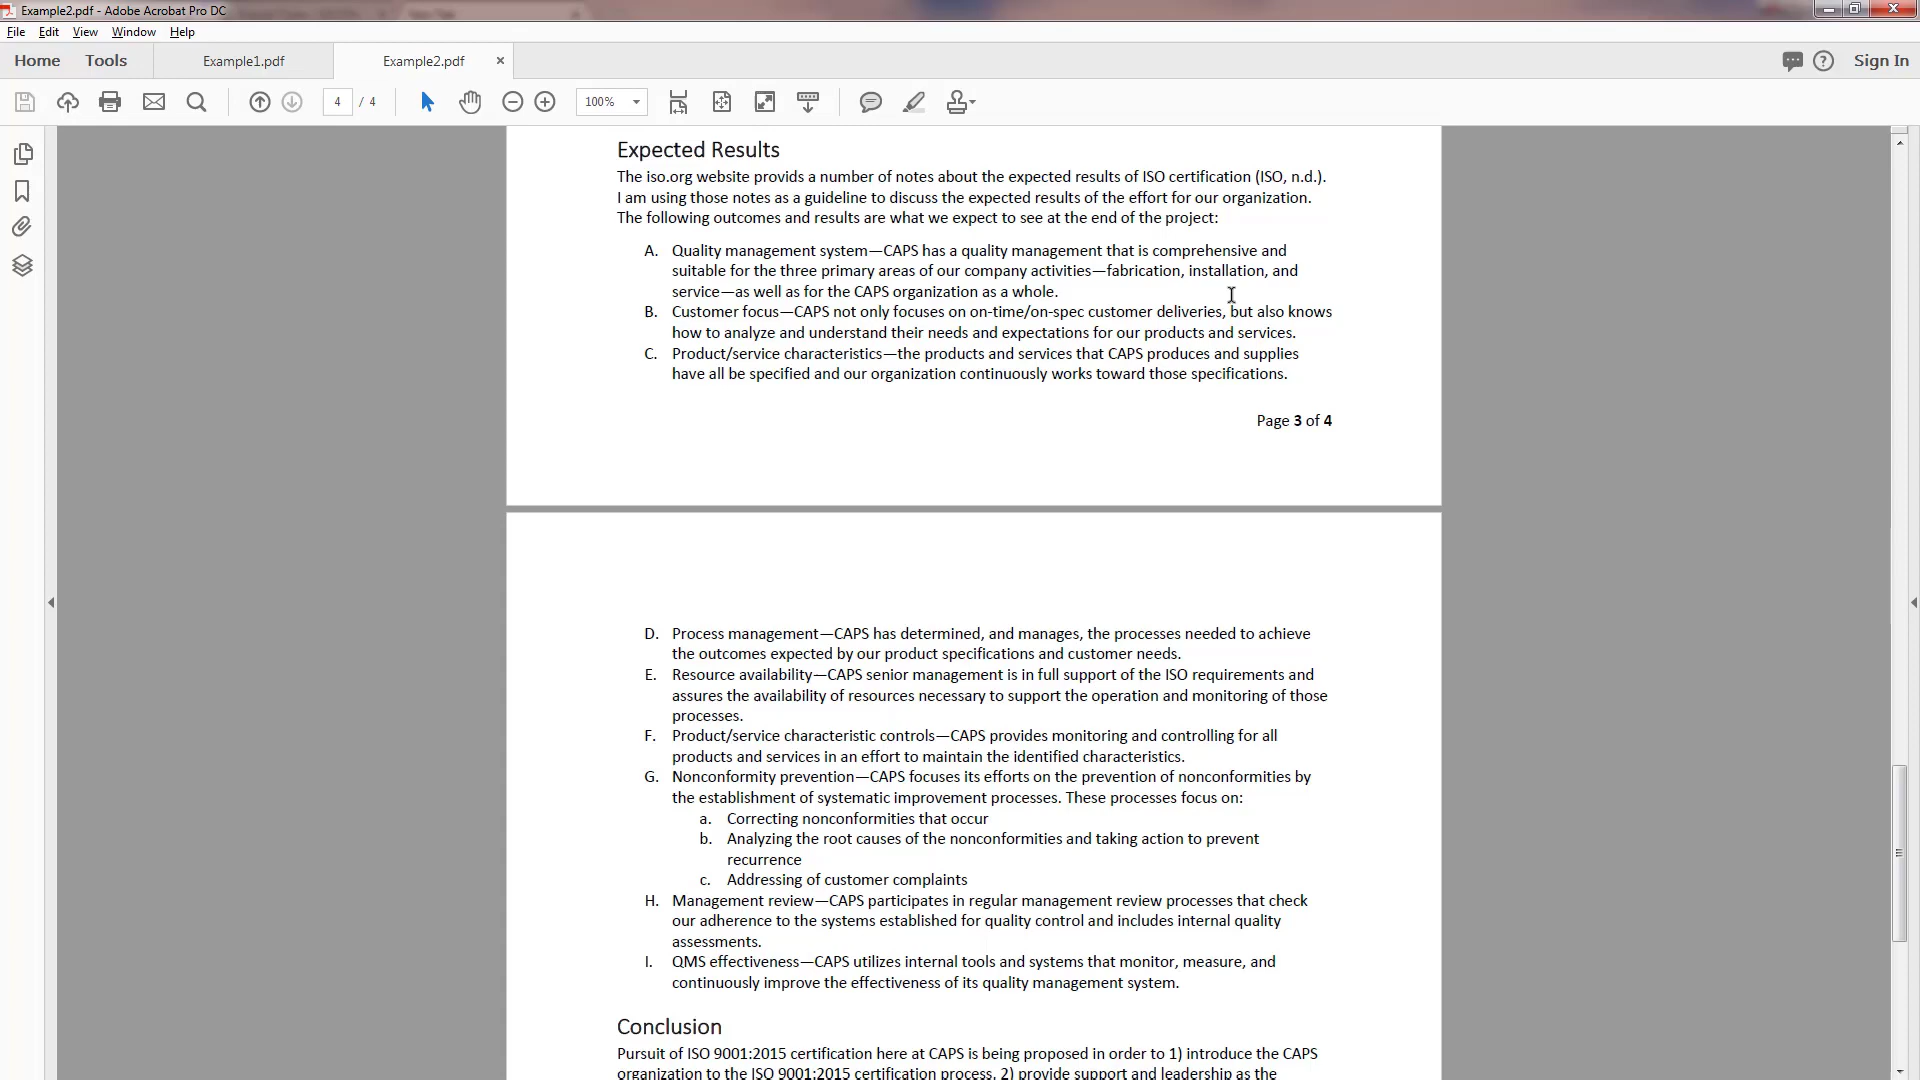 Example2.pdf - Adobe Acrobat Pro DC
File Edit View Window Help
Home Tools Example1.pdf Example2.pdf × Sign In
4 / 4 100%
Expected Results
The iso.org website provids a number of notes about the expected results of ISO certification (ISO, n.d.).
I am using those notes as a guideline to discuss the expected results of the effort for our organization.
The following outcomes and results are what we expect to see at the end of the project:
A. Quality management system—CAPS has a quality management that is comprehensive and
suitable for the three primary areas of our company activities—fabrication, installation, and
service—as well as for the CAPS organization as a whole.
B. Customer focus—CAPS not only focuses on on-time/on-spec customer deliveries, but also knows
how to analyze and understand their needs and expectations for our products and services.
C. Product/service characteristics—the products and services that CAPS produces and supplies
have all be specified and our organization continuously works toward those specifications.
Page 3 of 4
D. Process management—CAPS has determined, and manages, the processes needed to achieve
the outcomes expected by our product specifications and customer needs.
E. Resource availability—CAPS senior management is in full support of the ISO requirements and
assures the availability of resources necessary to support the operation and monitoring of those
processes.
F. Product/service characteristic controls—CAPS provides monitoring and controlling for all
products and services in an effort to maintain the identified characteristics.
G. Nonconformity prevention—CAPS focuses its efforts on the prevention of nonconformities by
the establishment of systematic improvement processes. These processes focus on:
a. Correcting nonconformities that occur
b. Analyzing the root causes of the nonconformities and taking action to prevent
recurrence
c. Addressing of customer complaints
H. Management review—CAPS participates in regular management review processes that check
our adherence to the systems established for quality control and includes internal quality
assessments.
I. QMS effectiveness—CAPS utilizes internal tools and systems that monitor, measure, and
continuously improve the effectiveness of its quality management system.
Conclusion
Pursuit of ISO 9001:2015 certification here at CAPS is being proposed in order to 1) introduce the CAPS
organization to the ISO 9001:2015 certification process, 2) provide support and leadership as the